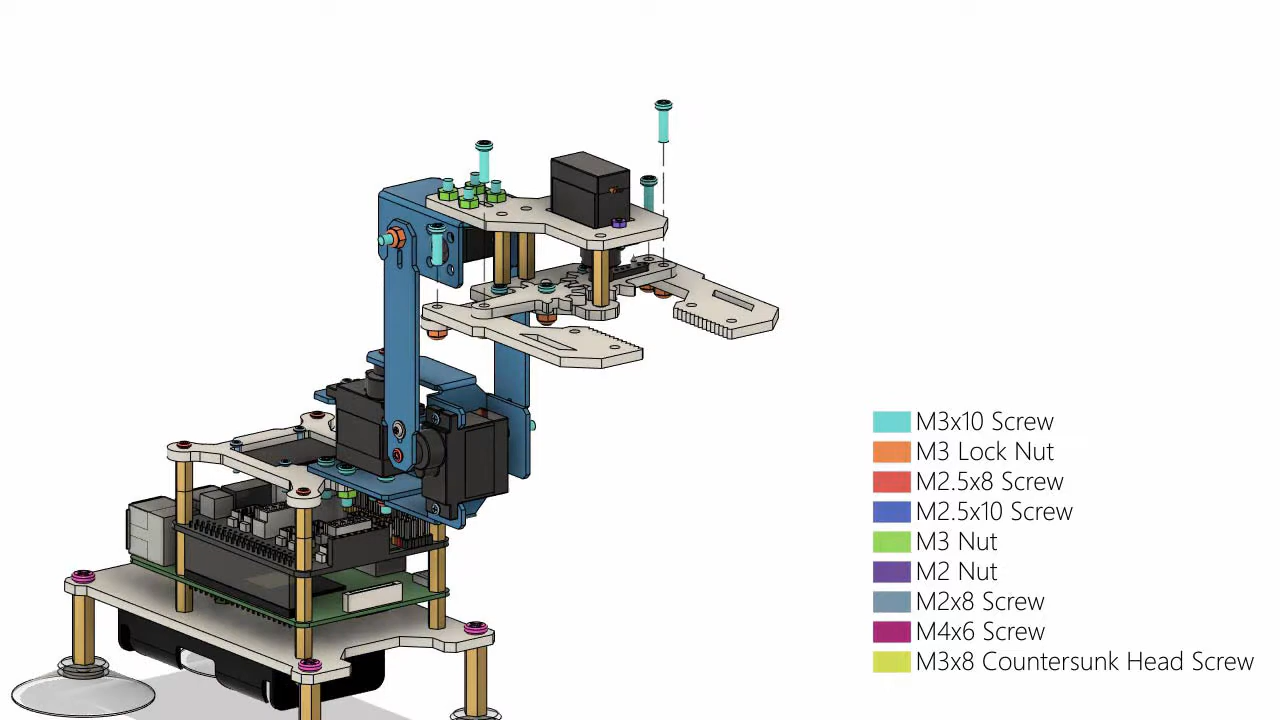 M3x10 Screw
M3 Lock Nut
M2.5x8 Screw
M2.5x10 Screw
M3 Nut
M2 Nut
M2x8 Screw
M4x6 Screw
M3x8 Countersunk Head Screw